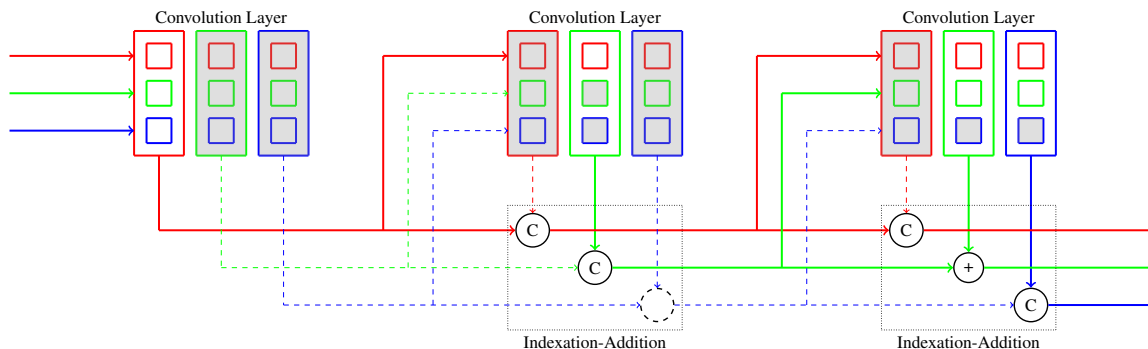 Convolution Layer
Convolution Layer
Convolution Layer
C
C
C
+
C
Indexation-Addition
Indexation-Addition